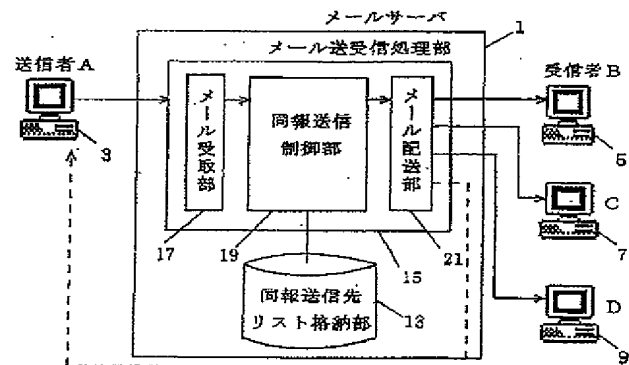 メールサーバ
1
メール送受信処理部
送信者A
3
メール受取部
同報送信
制御部
メール配送部
17
19
21
15
同報送信先
リスト格納部
13
受信者B
5
C
7
D
9